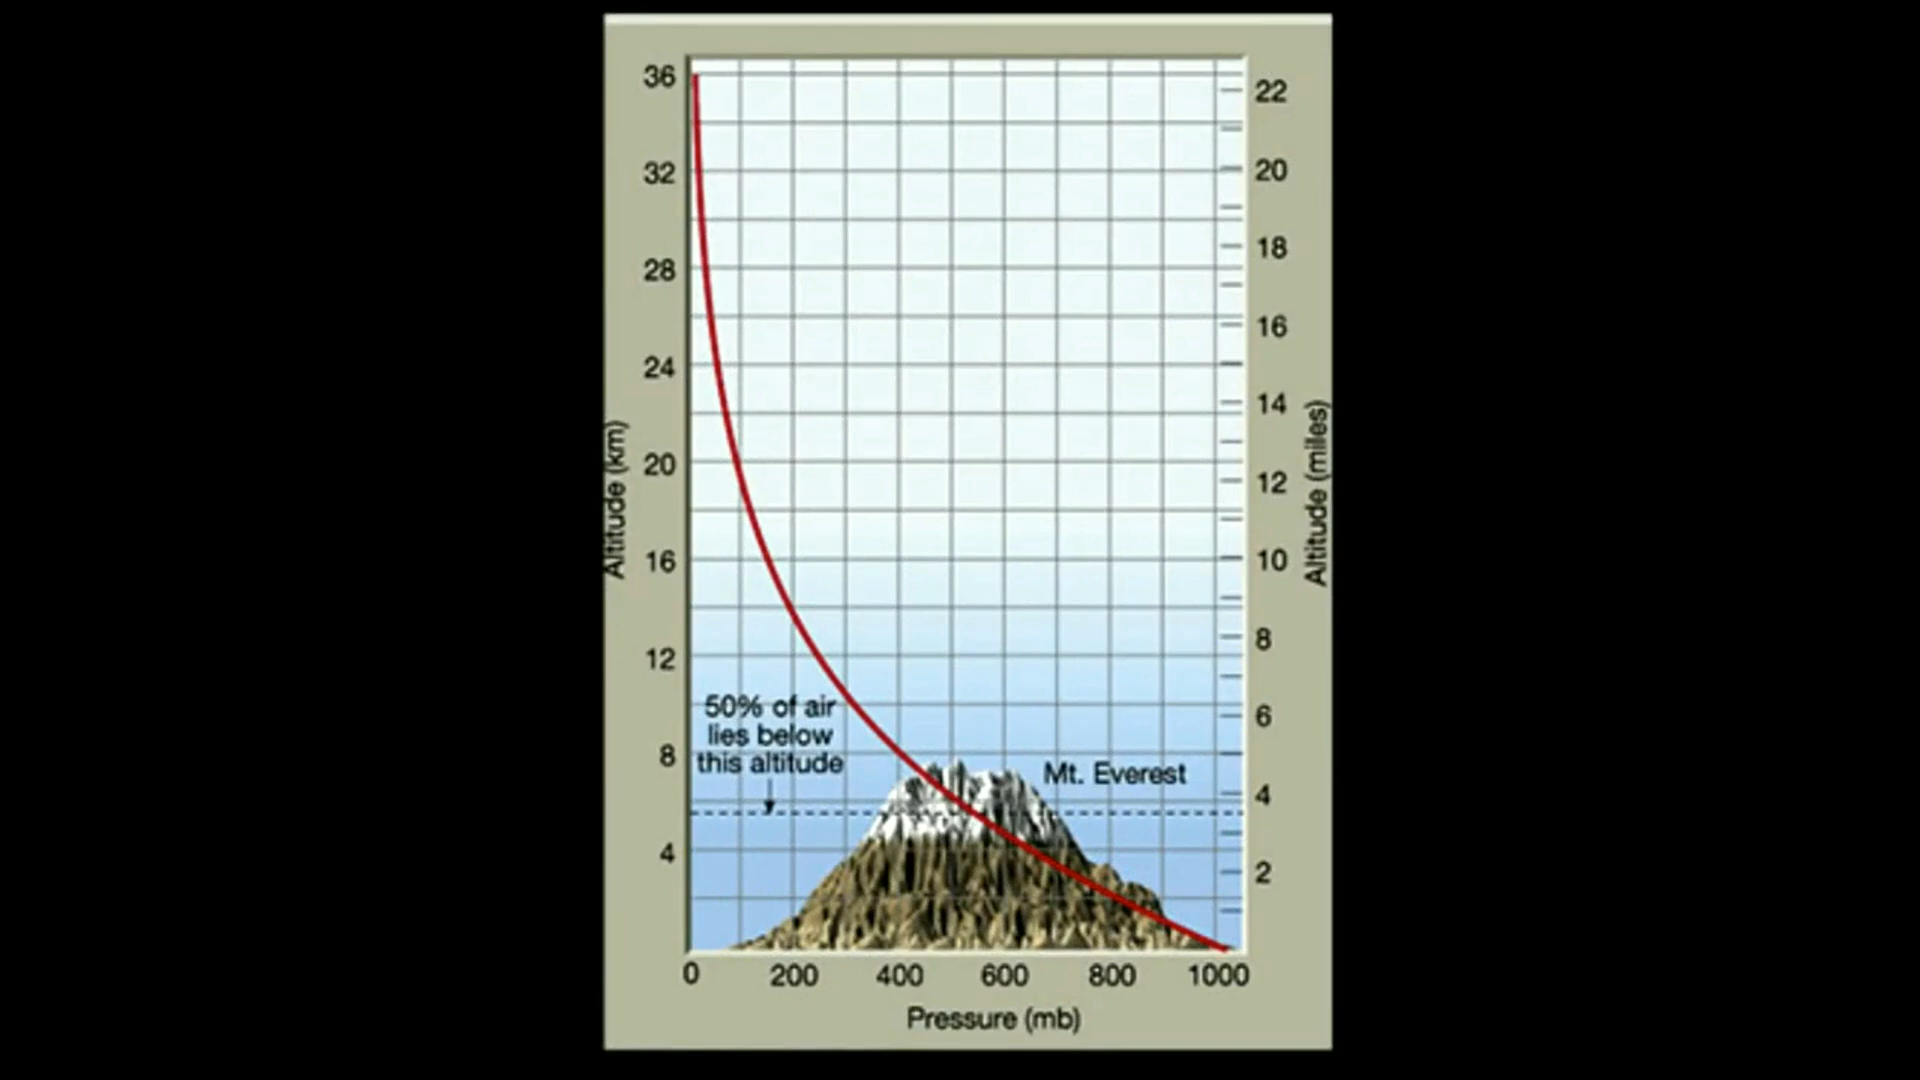 36
32
28
24
20
16
12
8
4
Altitude (km)
50% of air
lies below
this altitude
Mt. Everest
22
20
18
16
14
12
10
8
6
4
2
Altitude (miles)
0 200 400 600 800 1000
Pressure (mb)